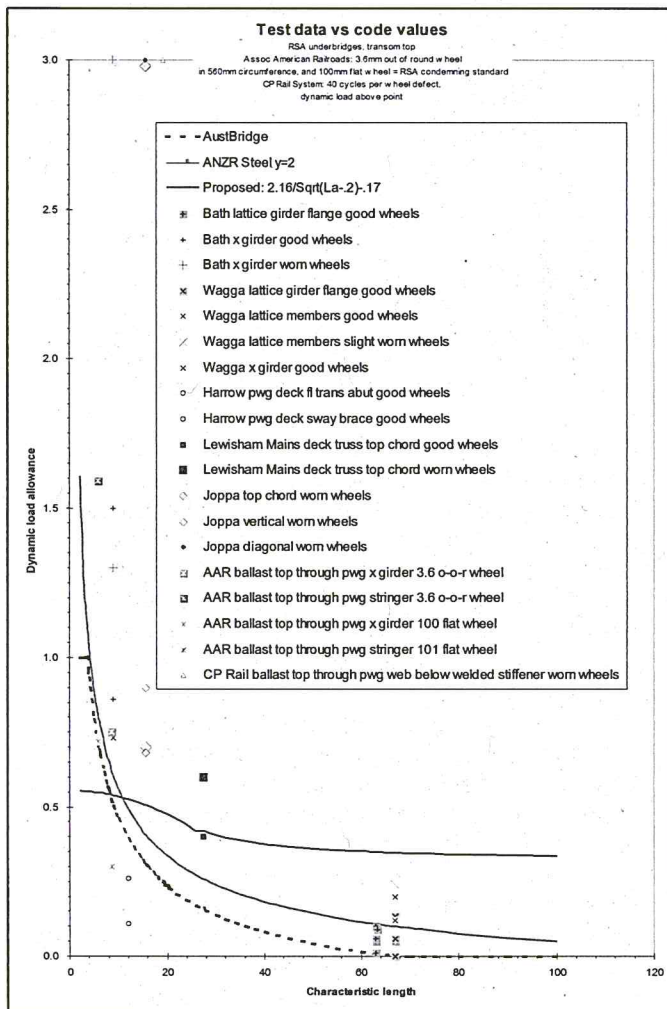 Test data vs code values
RSA underbridges, transom top
Assoc American Railroads: 3.6mm out of round wheel
in 560mm circumference, and 100mm flat wheel = RSA condemning standard
CP Rail System: 40 cycles per wheel defect,
dynamic load above point
AustBridge
ANZR Steel y=2
Proposed: 2.16/Sqrt(La-.2)-.17
Bath lattice girder flange good wheels
Bath x girder good wheels
Bath x girder worn wheels
Wagga lattice girder flange good wheels
Wagga lattice members good wheels
Wagga lattice members slight worn wheels
Wagga x girder good wheels
Harrow pwg deck fl trans abut good wheels
Harrow pwg deck sway brace good wheels
Lewisham Mains deck truss top chord good wheels
Lewisham Mains deck truss top chord worn wheels
Joppa top chord worn wheels
Joppa vertical worn wheels
Joppa diagonal worn wheels
AAR ballast top through pwg x girder 3.6 o-o-r wheel
AAR ballast top through pwg stringer 3.6 o-o-r wheel
AAR ballast top through pwg x girder 100 flat wheel
AAR ballast top through pwg stringer 101 flat wheel
CP Rail ballast top through pwg web below welded stiffener worn wheels
Dynamic load allowance
3.0
2.5
2.0
1.5
1.0
0.5
0.0
0 20 40 60 80 100 120
Characteristic length